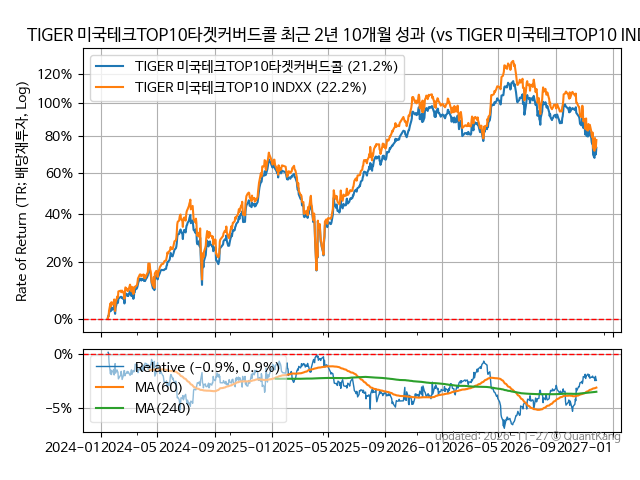 TIGER 미국테크TOP10타겟커버드콜 최근 2년 10개월 성과 (vs TIGER 미국테크TOP10 IN
Rate of Return (TR; 배당재투자, Log)
TIGER 미국테크TOP10타겟커버드콜 (21.2%)
TIGER 미국테크TOP10 INDXX (22.2%)
120%
100%
80%
60%
40%
20%
0%
Relative (−0.9%, 0.9%)
MA(60)
MA(240)
0%
−5%
2024−01 2024−05 2024−09 2025−01 2025−05 2025−09 2026−01 2026−05 2026−09 2027−01
updated: 2026−11−27 © QuantKang